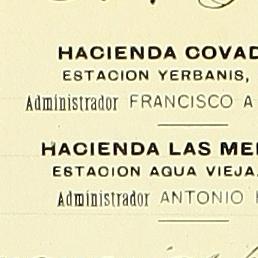 HACIENDA COVAD
ESTACION YERBANIS,
Administrador FRANCISCO A
HACIENDA LAS ME
ESTACION AGUA VIEJA.
Administrador ANTONIO